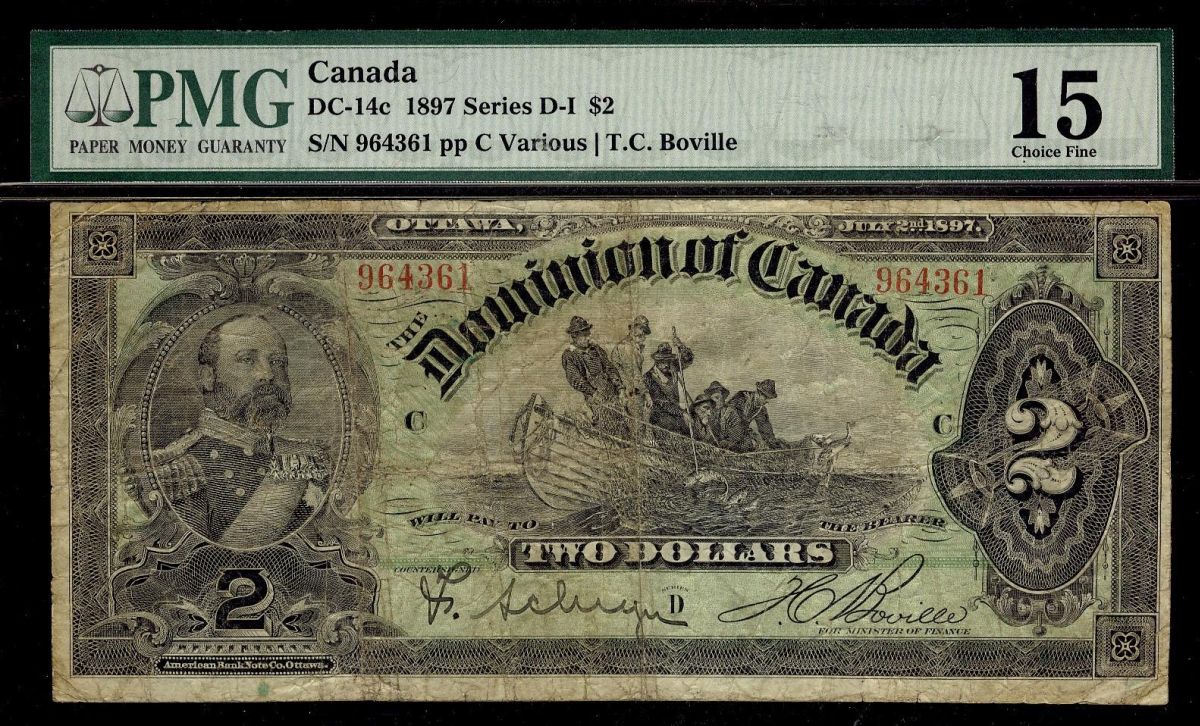 PMG
PAPER MONEY GUARANTY
Canada
DC-14c 1897 Series D-I $2
S/N 964361 pp C Various | T.C. Boville
15
Choice Fine
OTTAWA,
JULY 2nd 1897.
964361
964361
THE Dominion of Canada
C
C
2
WILL PAY TO
THE BEARER
TWO DOLLARS
COUNTERSIGNED
SERIES
D
T.C. Boville
FOR MINISTER OF FINANCE
2
American Bank Note Co. Ottawa.